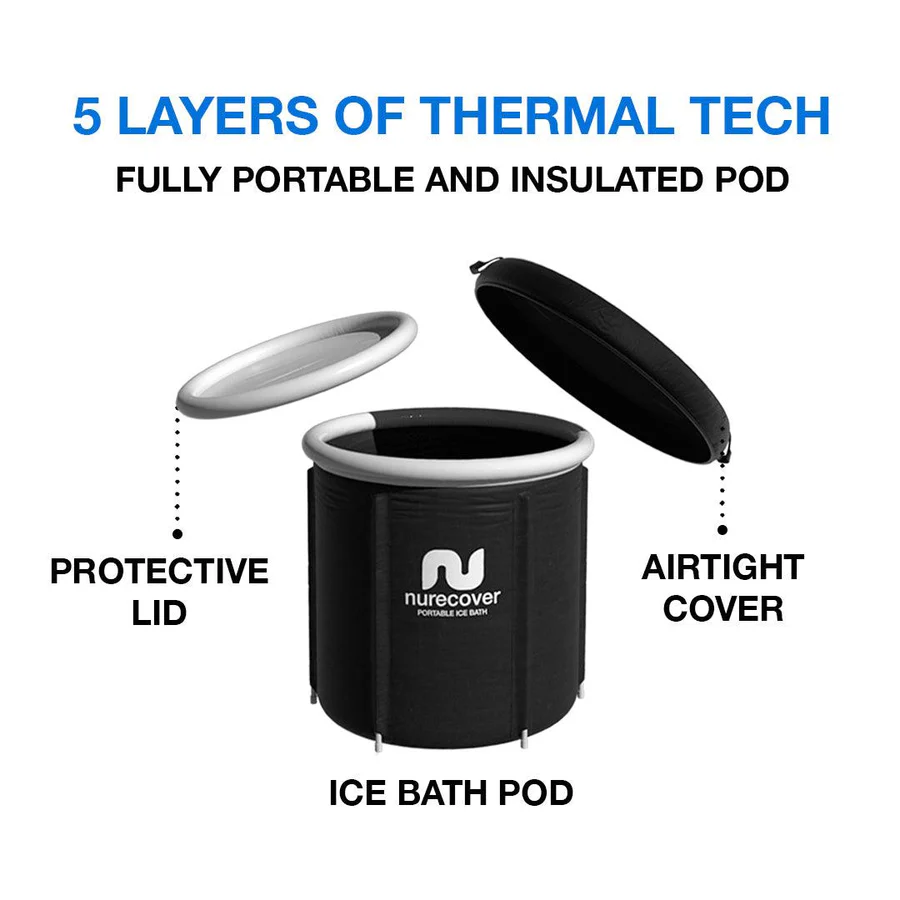 5 LAYERS OF THERMAL TECH
FULLY PORTABLE AND INSULATED POD
PROTECTIVE
LID
AIRTIGHT
COVER
nurecover
PORTABLE ICE BATH
ICE BATH POD